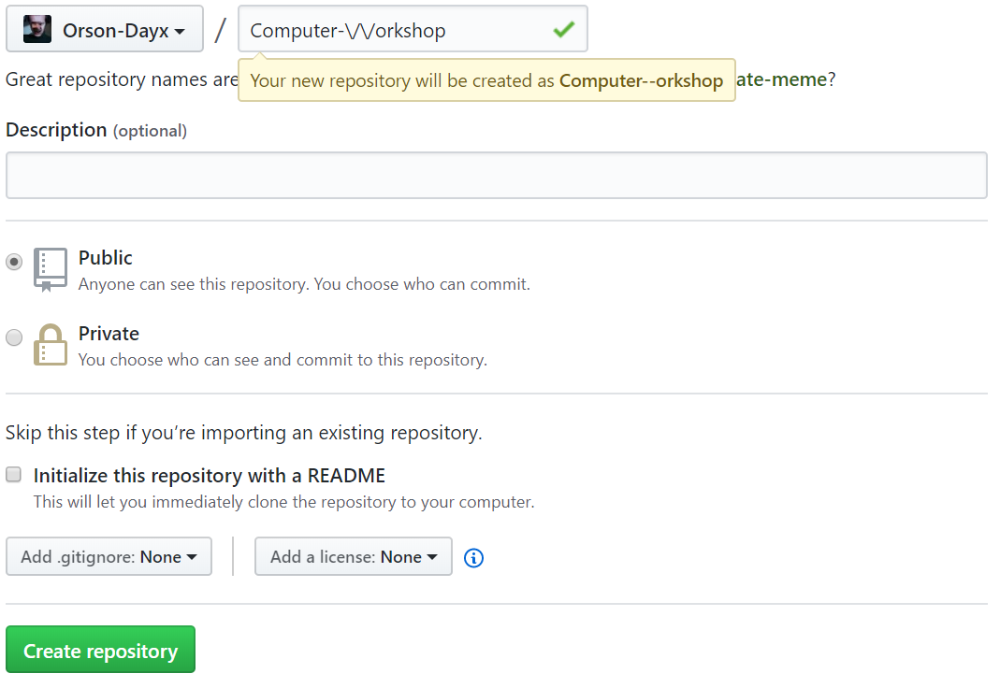 Orson-Dayx / Computer-\/\/orkshop
Great repository names are ate-meme?
Your new repository will be created as Computer--orkshop
Description (optional)
Public
Anyone can see this repository. You choose who can commit.
Private
You choose who can see and commit to this repository.
Skip this step if you’re importing an existing repository.
Initialize this repository with a README
This will let you immediately clone the repository to your computer.
Add .gitignore: None Add a license: None
Create repository